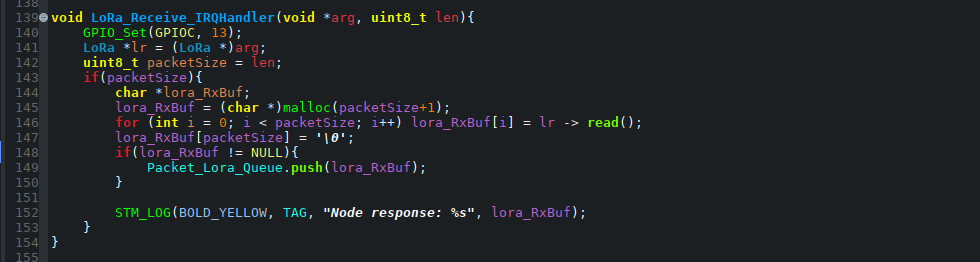 138
139 void LoRa_Receive_IRQHandler(void *arg, uint8_t len){
140     GPIO_Set(GPIOC, 13);
141     LoRa *lr = (LoRa *)arg;
142     uint8_t packetSize = len;
143     if(packetSize){
144         char *lora_RxBuf;
145         lora_RxBuf = (char *)malloc(packetSize+1);
146         for (int i = 0; i < packetSize; i++) lora_RxBuf[i] = lr -> read();
147         lora_RxBuf[packetSize] = '\0';
148         if(lora_RxBuf != NULL){
149             Packet_Lora_Queue.push(lora_RxBuf);
150         }
151
152         STM_LOG(BOLD_YELLOW, TAG, "Node response: %s", lora_RxBuf);
153     }
154 }
155